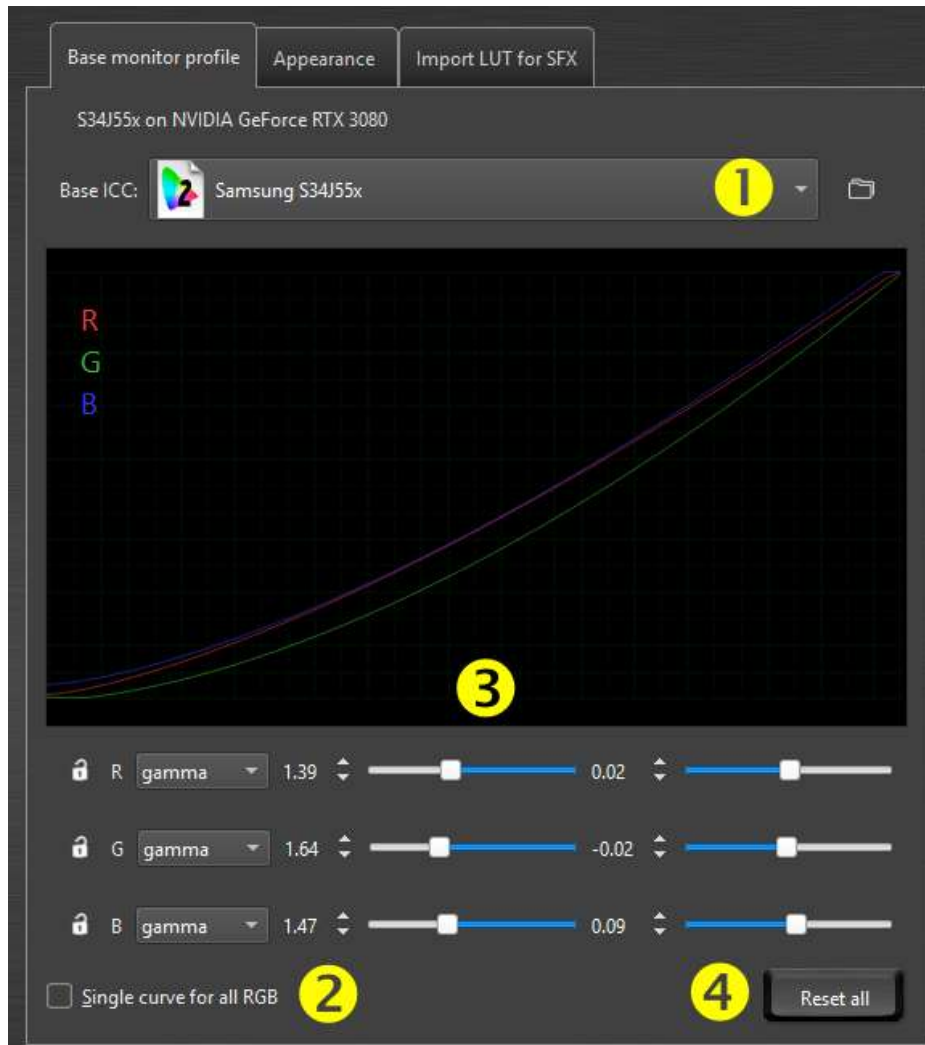 Base monitor profile Appearance Import LUT for SFX
S34J55x on NVIDIA GeForce RTX 3080
Base ICC: 2 Samsung S34J55x 1
R
G
B
3
R gamma 1.39 0.02
G gamma 1.64 -0.02
B gamma 1.47 0.09
Single curve for all RGB 2 4 Reset all